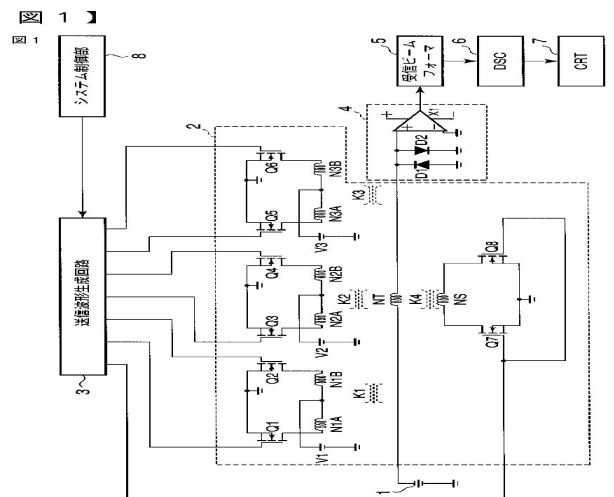 図 1 】
図 1
システム制御部
8
送信波形生成回路
3
2
Q1
Q2
Q3
Q4
Q5
Q6
N1A
N1B
N2A
N2B
N3A
N3B
V1
V2
V3
K1
K2
K3
K4
NT
NS
Q7
Q8
1
4
D1
D2
X1
+
+
-
-
5
受信ビーム
フォーマ
6
DSC
7
CRT